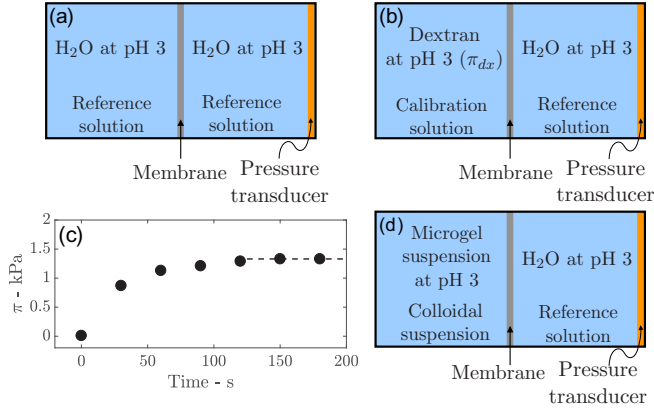 (a)
H₂O at pH 3
H₂O at pH 3
Reference
solution
Reference
solution
Membrane
Pressure
transducer
(b)
Dextran
at pH 3 (π_dx)
H₂O at pH 3
Calibration
solution
Reference
solution
Membrane
Pressure
transducer
(c)
2
1.5
1
0.5
0
π - kPa
0
50
100
150
200
Time - s
(d)
Microgel
suspension
at pH 3
H₂O at pH 3
Colloidal
suspension
Reference
solution
Membrane
Pressure
transducer